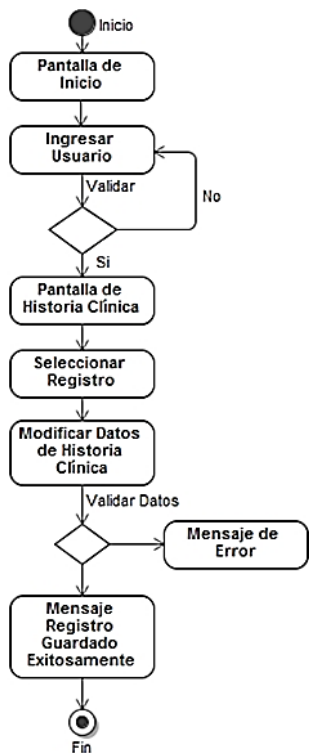 Inicio
Pantalla de
Inicio
Ingresar
Usuario
Validar
No
Si
Pantalla de
Historia Clínica
Seleccionar
Registro
Modificar Datos
de Historia
Clínica
Validar Datos
Mensaje de
Error
Mensaje
Registro
Guardado
Exitosamente
Fin